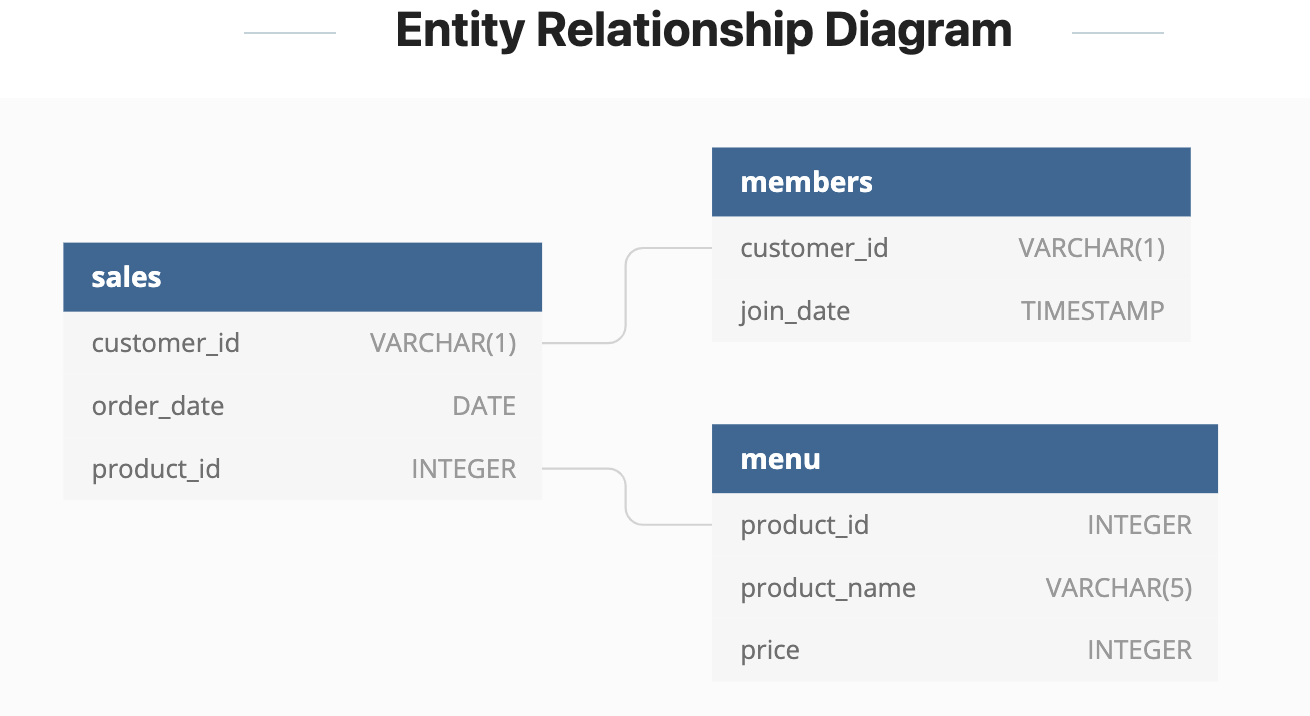 Entity Relationship Diagram
sales
customer_id VARCHAR(1)
order_date DATE
product_id INTEGER
members
customer_id VARCHAR(1)
join_date TIMESTAMP
menu
product_id INTEGER
product_name VARCHAR(5)
price INTEGER